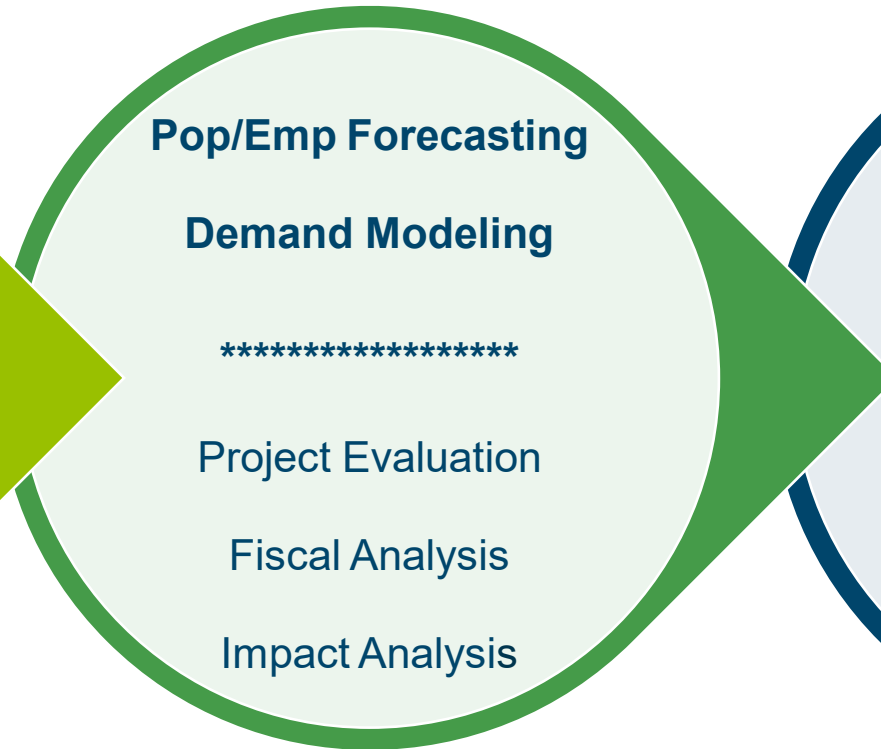 Pop/Emp Forecasting
Demand Modeling
******************
Project Evaluation
Fiscal Analysis
Impact Analysis